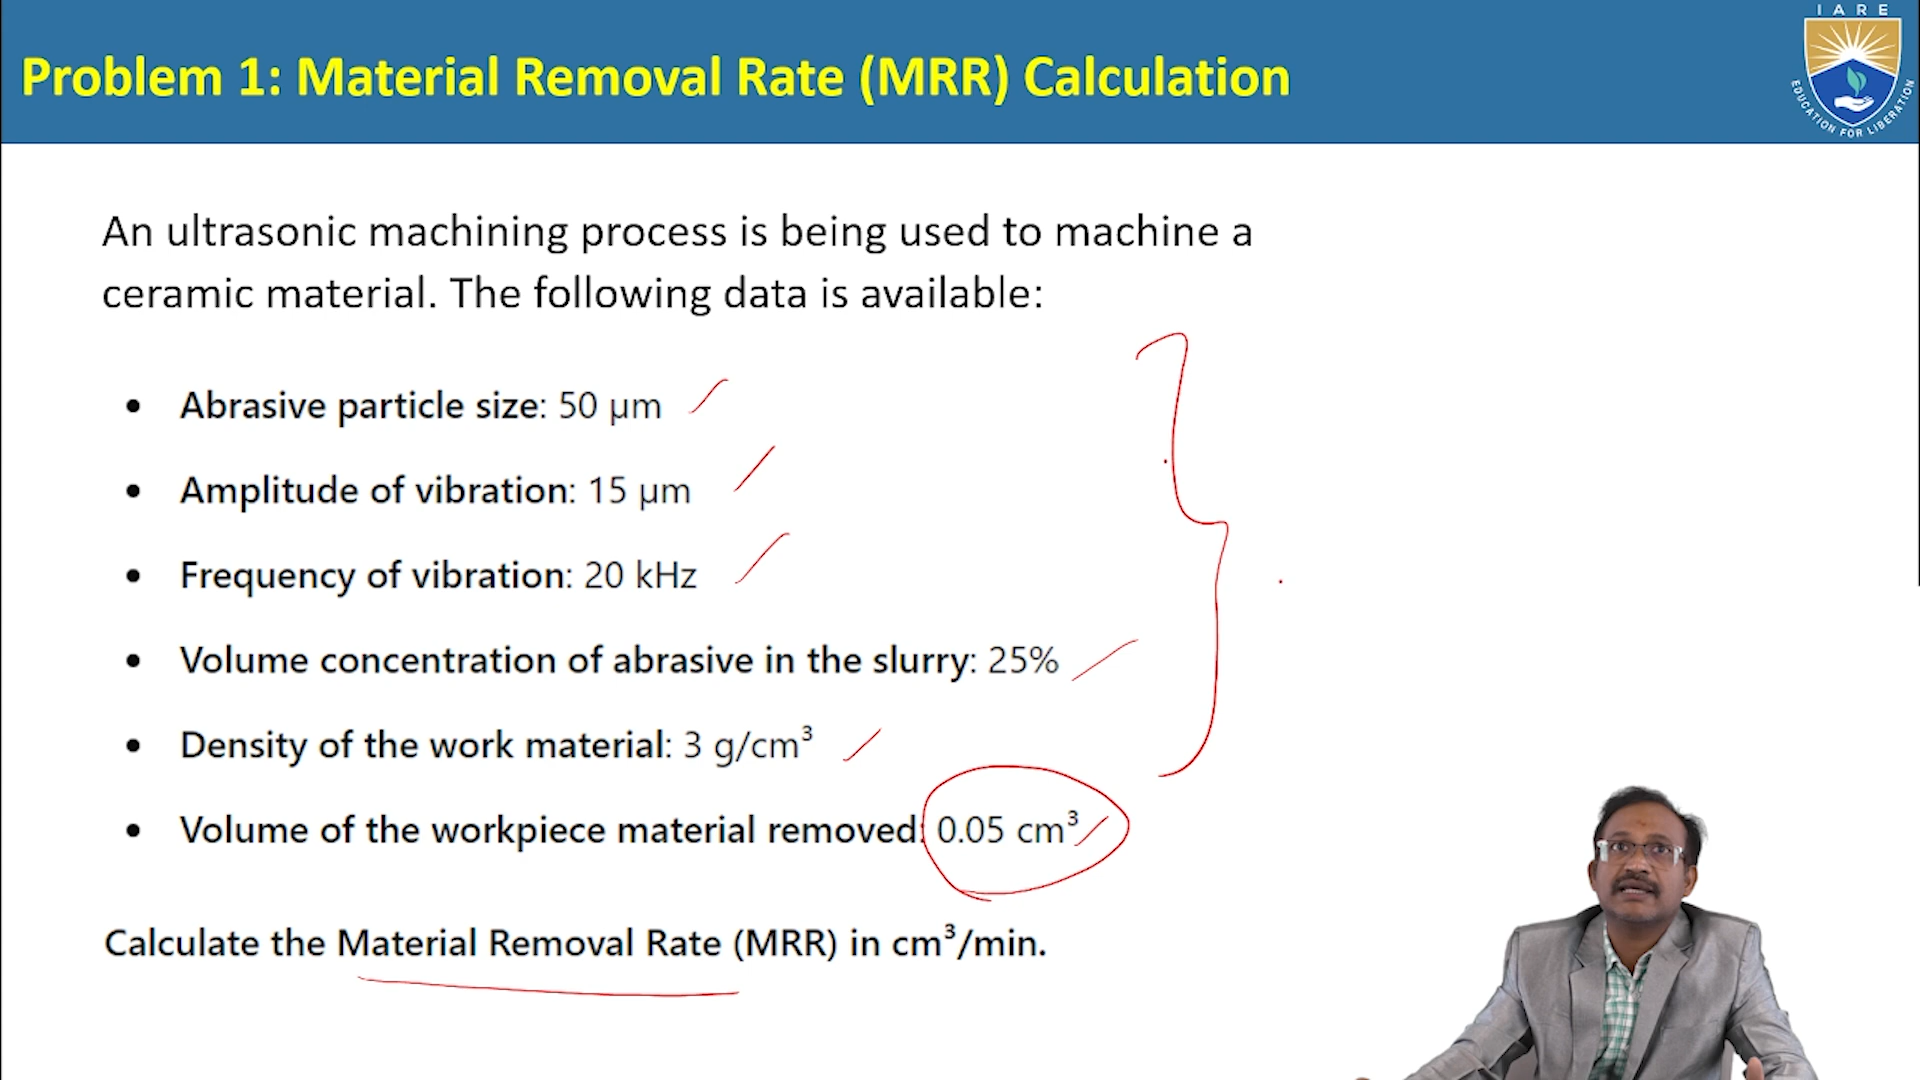 IARE
Problem 1: Material Removal Rate (MRR) Calculation
EDUCATION FOR LIBERATION
An ultrasonic machining process is being used to machine a
ceramic material. The following data is available:
• Abrasive particle size: 50 µm
• Amplitude of vibration: 15 µm
• Frequency of vibration: 20 kHz
• Volume concentration of abrasive in the slurry: 25%
• Density of the work material: 3 g/cm³
• Volume of the workpiece material removed: 0.05 cm³
Calculate the Material Removal Rate (MRR) in cm³/min.